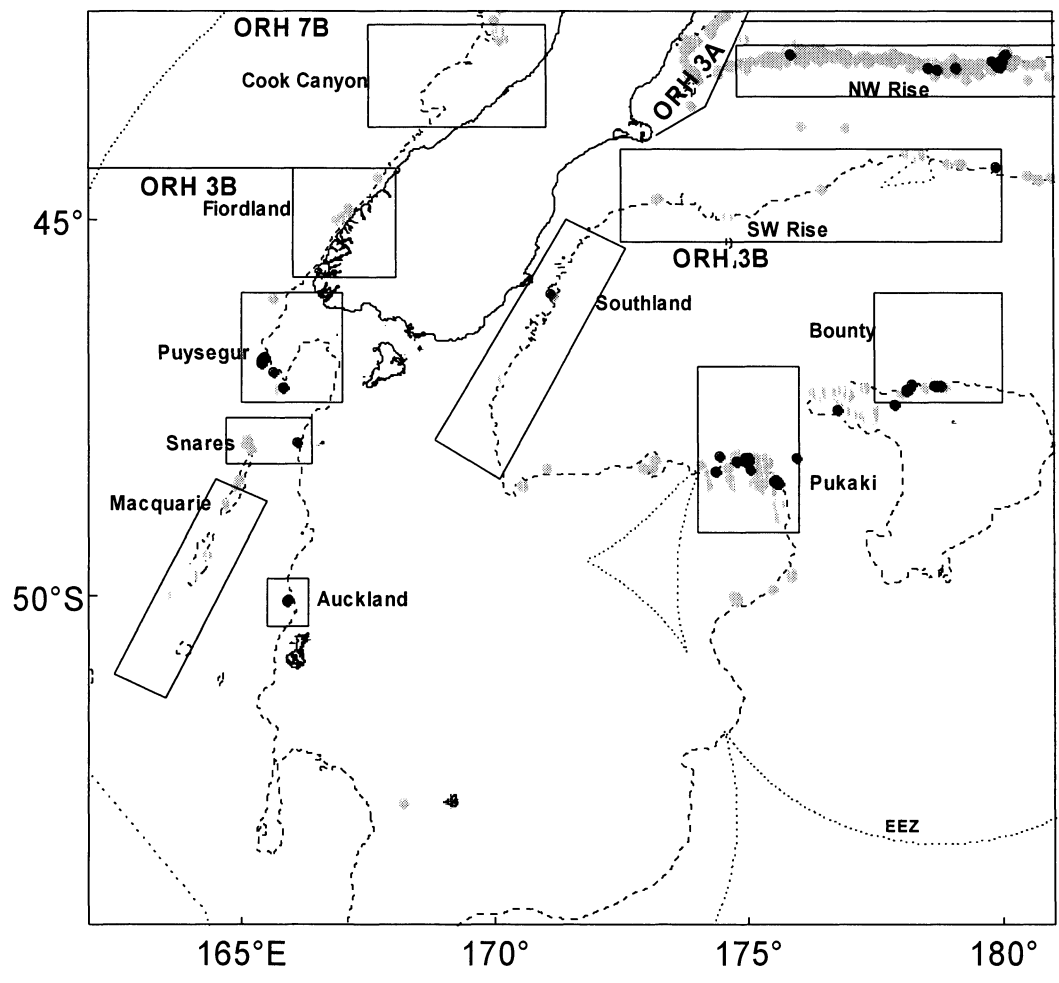 ORH 7B
ORH 3A
Cook Canyon
NW Rise
ORH 3B
Fiordland
45°
SW Rise
ORH 3B
Southland
Bounty
Puysegur
Snares
Pukaki
Macquarie
50°S
Auckland
EEZ
165°E
170°
175°
180°